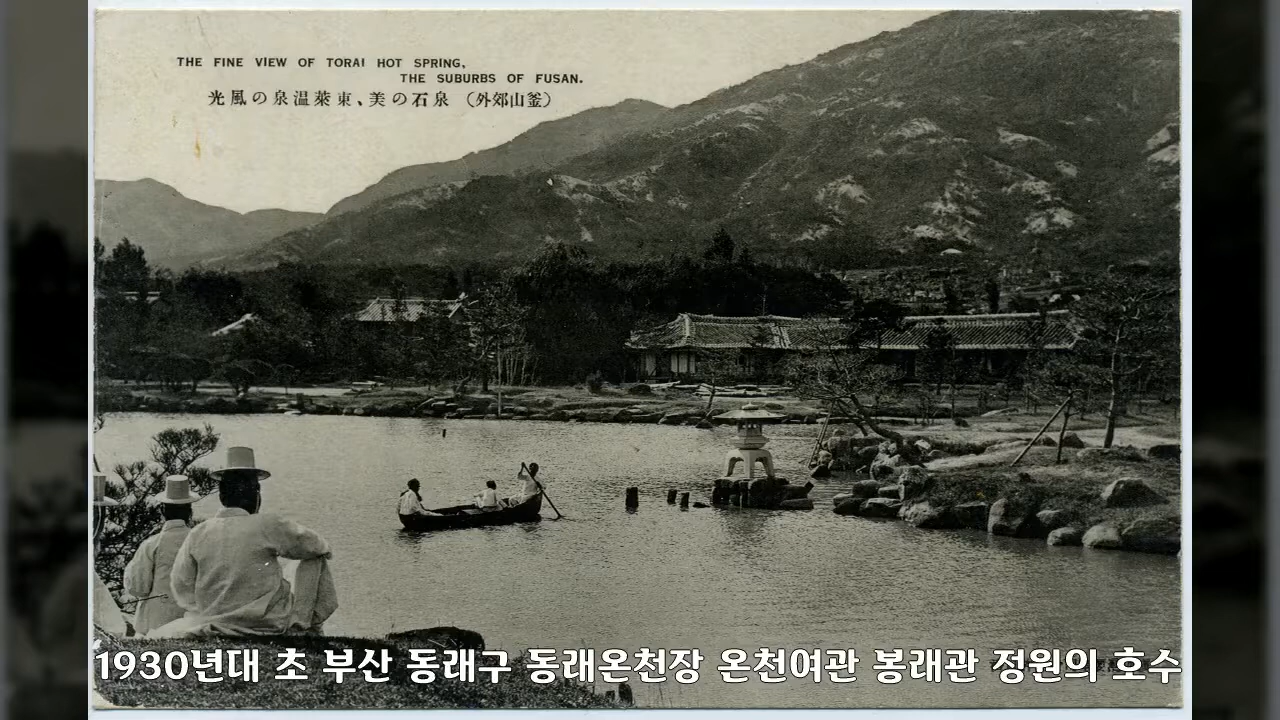 THE FINE VIEW OF TORAI HOT SPRING,
THE SUBURBS OF FUSAN.
光風の泉温萊東、美の石泉 (外郊山釜)
1930년대 초 부산 동래구 동래온천장 온천여관 봉래관 정원의 호수